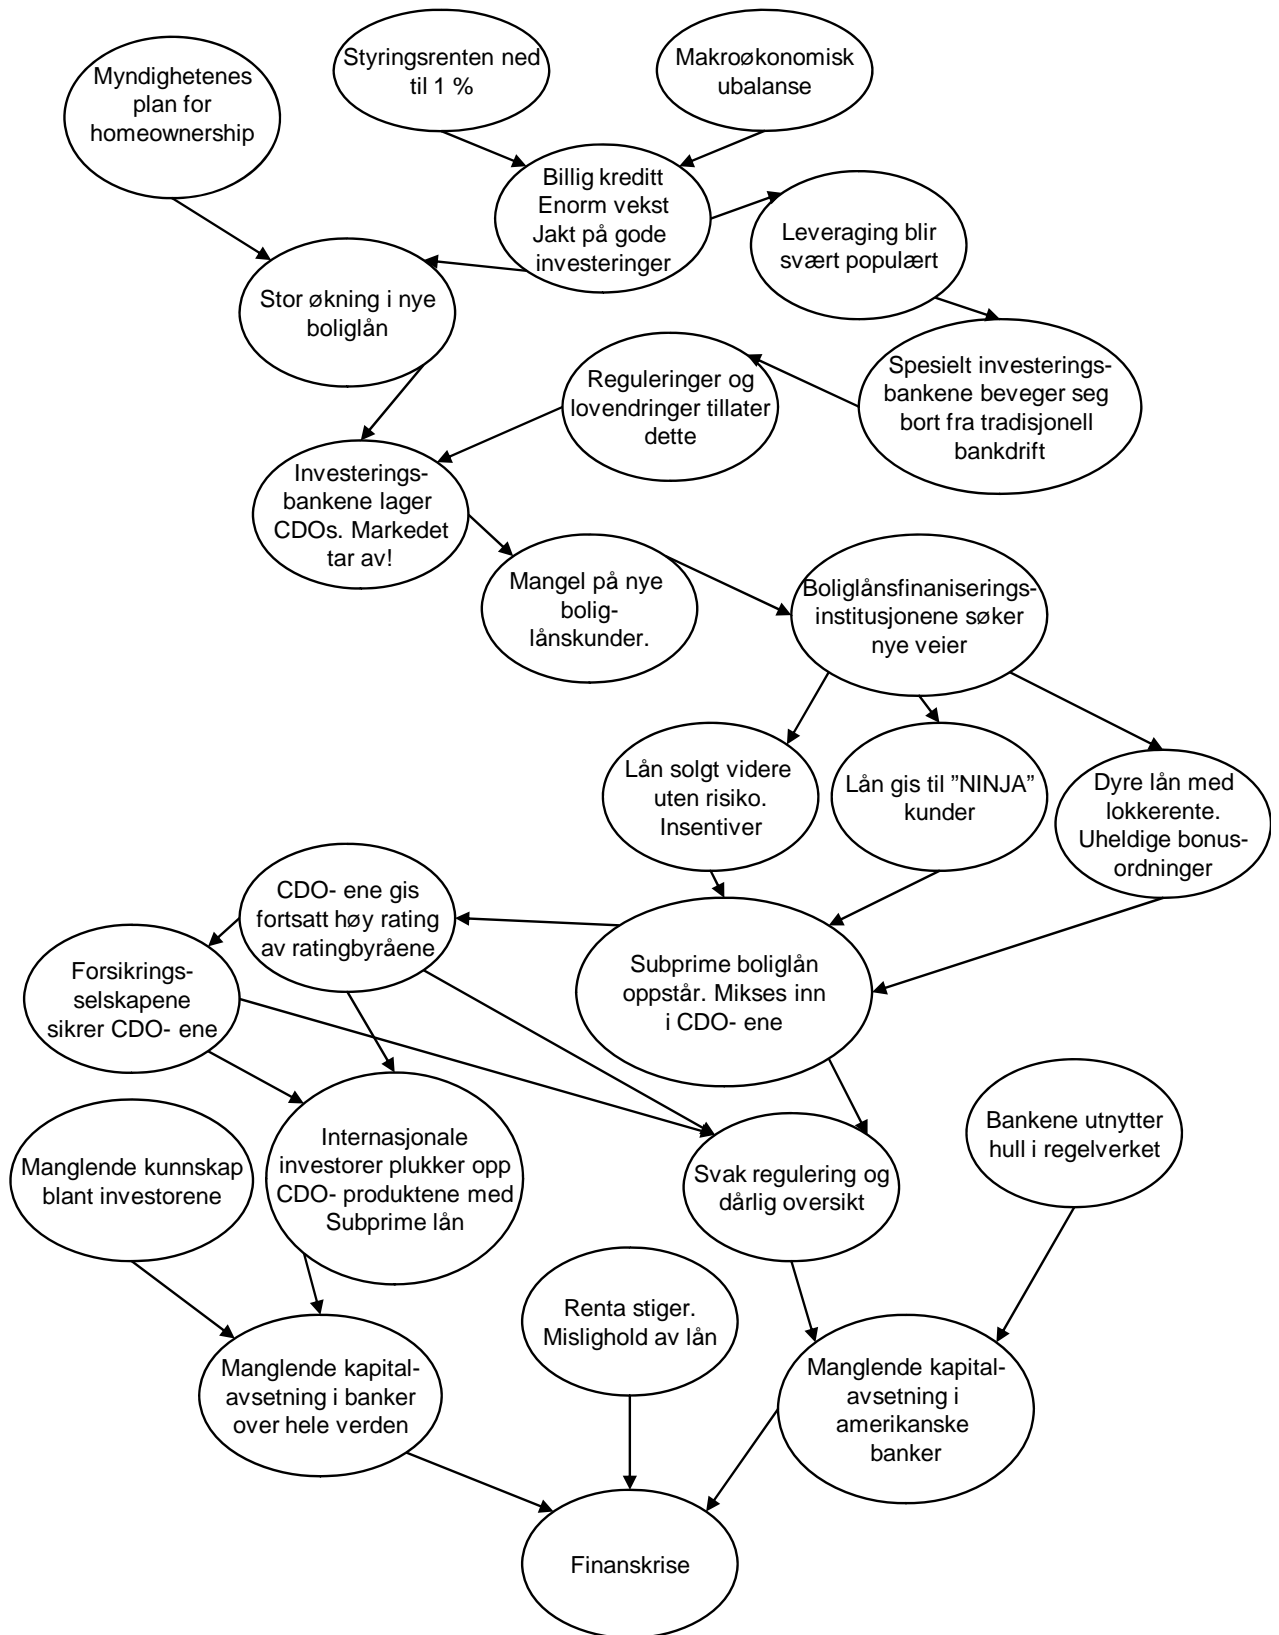 Myndighetenes
plan for
homeownership
Styringsrenten ned
til 1 %
Makroøkonomisk
ubalanse
Billig kreditt
Enorm vekst
Jakt på gode
investeringer
Leveraging blir
svært populært
Stor økning i nye
boliglån
Reguleringer og
lovendringer tillater
dette
Spesielt investerings-
bankene beveger seg
bort fra tradisjonell
bankdrift
Investerings-
bankene lager
CDOs. Markedet
tar av!
Mangel på nye
bolig-
lånskunder.
Boliglånsfinaniserings-
institusjonene søker
nye veier
Lån solgt videre
uten risiko.
Insentiver
Lån gis til ”NINJA”
kunder
Dyre lån med
lokkerente.
Uheldige bonus-
ordninger
CDO- ene gis
fortsatt høy rating
av ratingbyråene
Forsikrings-
selskapene
sikrer CDO- ene
Subprime boliglån
oppstår. Mikses inn
i CDO- ene
Manglende kunnskap
blant investorene
Internasjonale
investorer plukker opp
CDO- produktene med
Subprime lån
Svak regulering og
dårlig oversikt
Bankene utnytter
hull i regelverket
Renta stiger.
Mislighold av lån
Manglende kapital-
avsetning i banker
over hele verden
Manglende kapital-
avsetning i
amerikanske
banker
Finanskrise